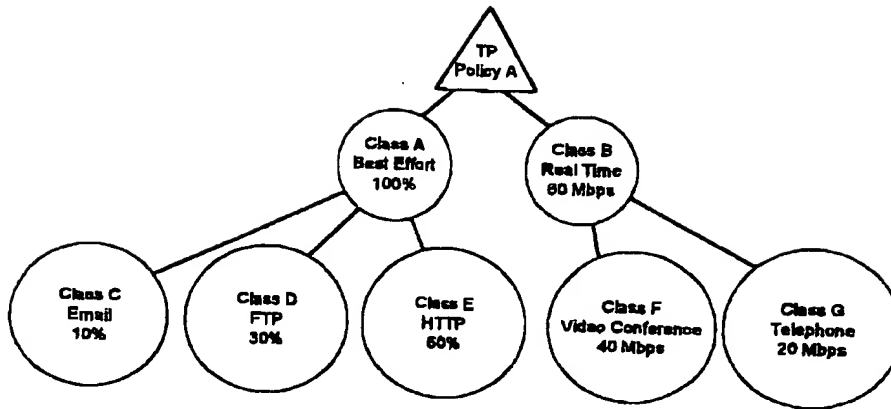 TP
Policy A
Class A
Best Effort
100%
Class B
Real Time
60 Mbps
Class C
Email
10%
Class D
FTP
30%
Class E
HTTP
60%
Class F
Video Conference
40 Mbps
Class G
Telephone
20 Mbps